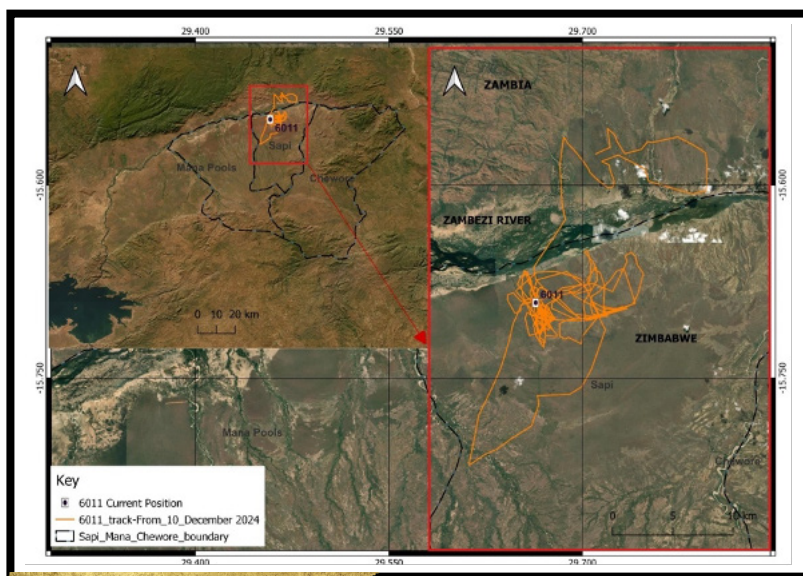 29.400 29.550 29.700
ZAMBIA
6011
Sapi
Mana Pools
Chewore
-15.600 -15.600
ZAMBEZI RIVER
6011
0 10 20 km
ZIMBABWE
-15.750 -15.750
Sapi
Mana Pools
Chewore
Key
6011 Current Position
6011_track-From_10_December 2024
Sapi_Mana_Chewore_boundary
0 5 10 km
29.400 29.550 29.700